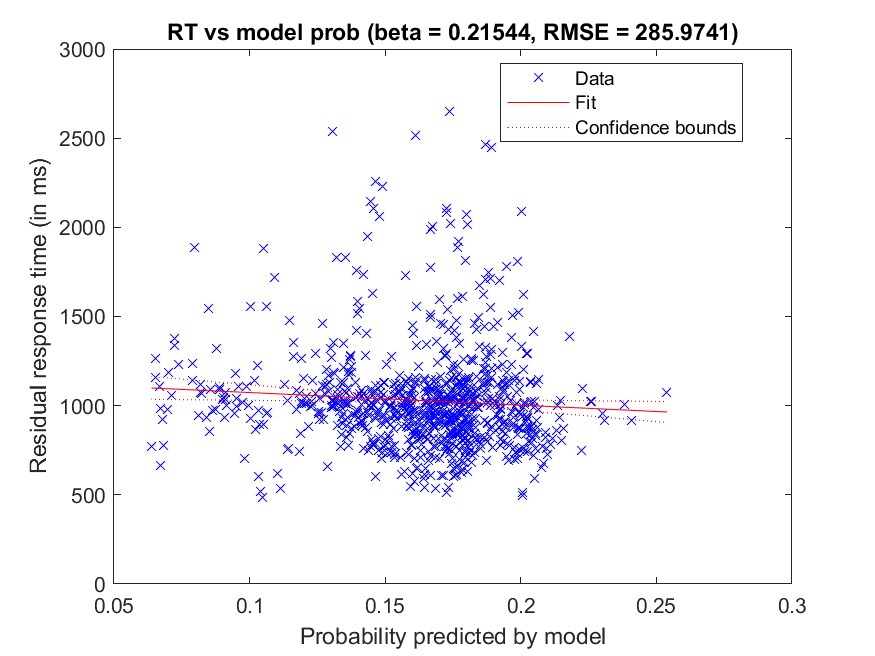 RT vs model prob (beta = 0.21544, RMSE = 285.9741)
3000
2500
2000
1500
1000
500
0
Residual response time (in ms)
Data
Fit
Confidence bounds
0.05
0.1
0.15
0.2
0.25
0.3
Probability predicted by model